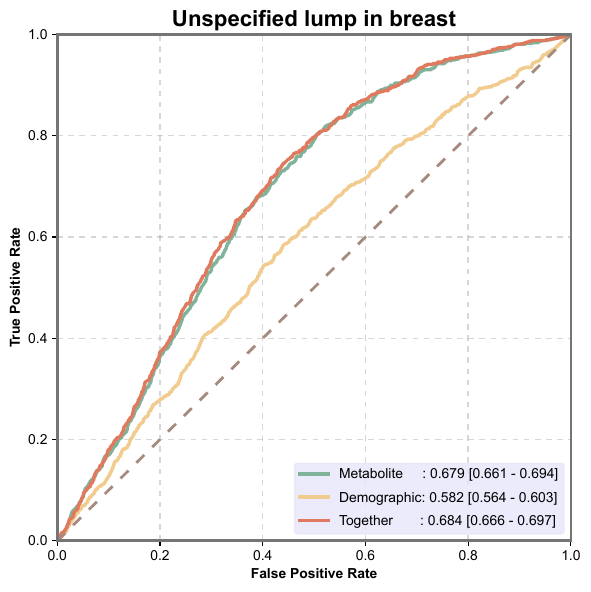 Unspecified lump in breast
True Positive Rate
1.0
0.8
0.6
0.4
0.2
0.0
0.0 0.2 0.4 0.6 0.8 1.0
False Positive Rate
Metabolite : 0.679 [0.661 - 0.694]
Demographic: 0.582 [0.564 - 0.603]
Together : 0.684 [0.666 - 0.697]